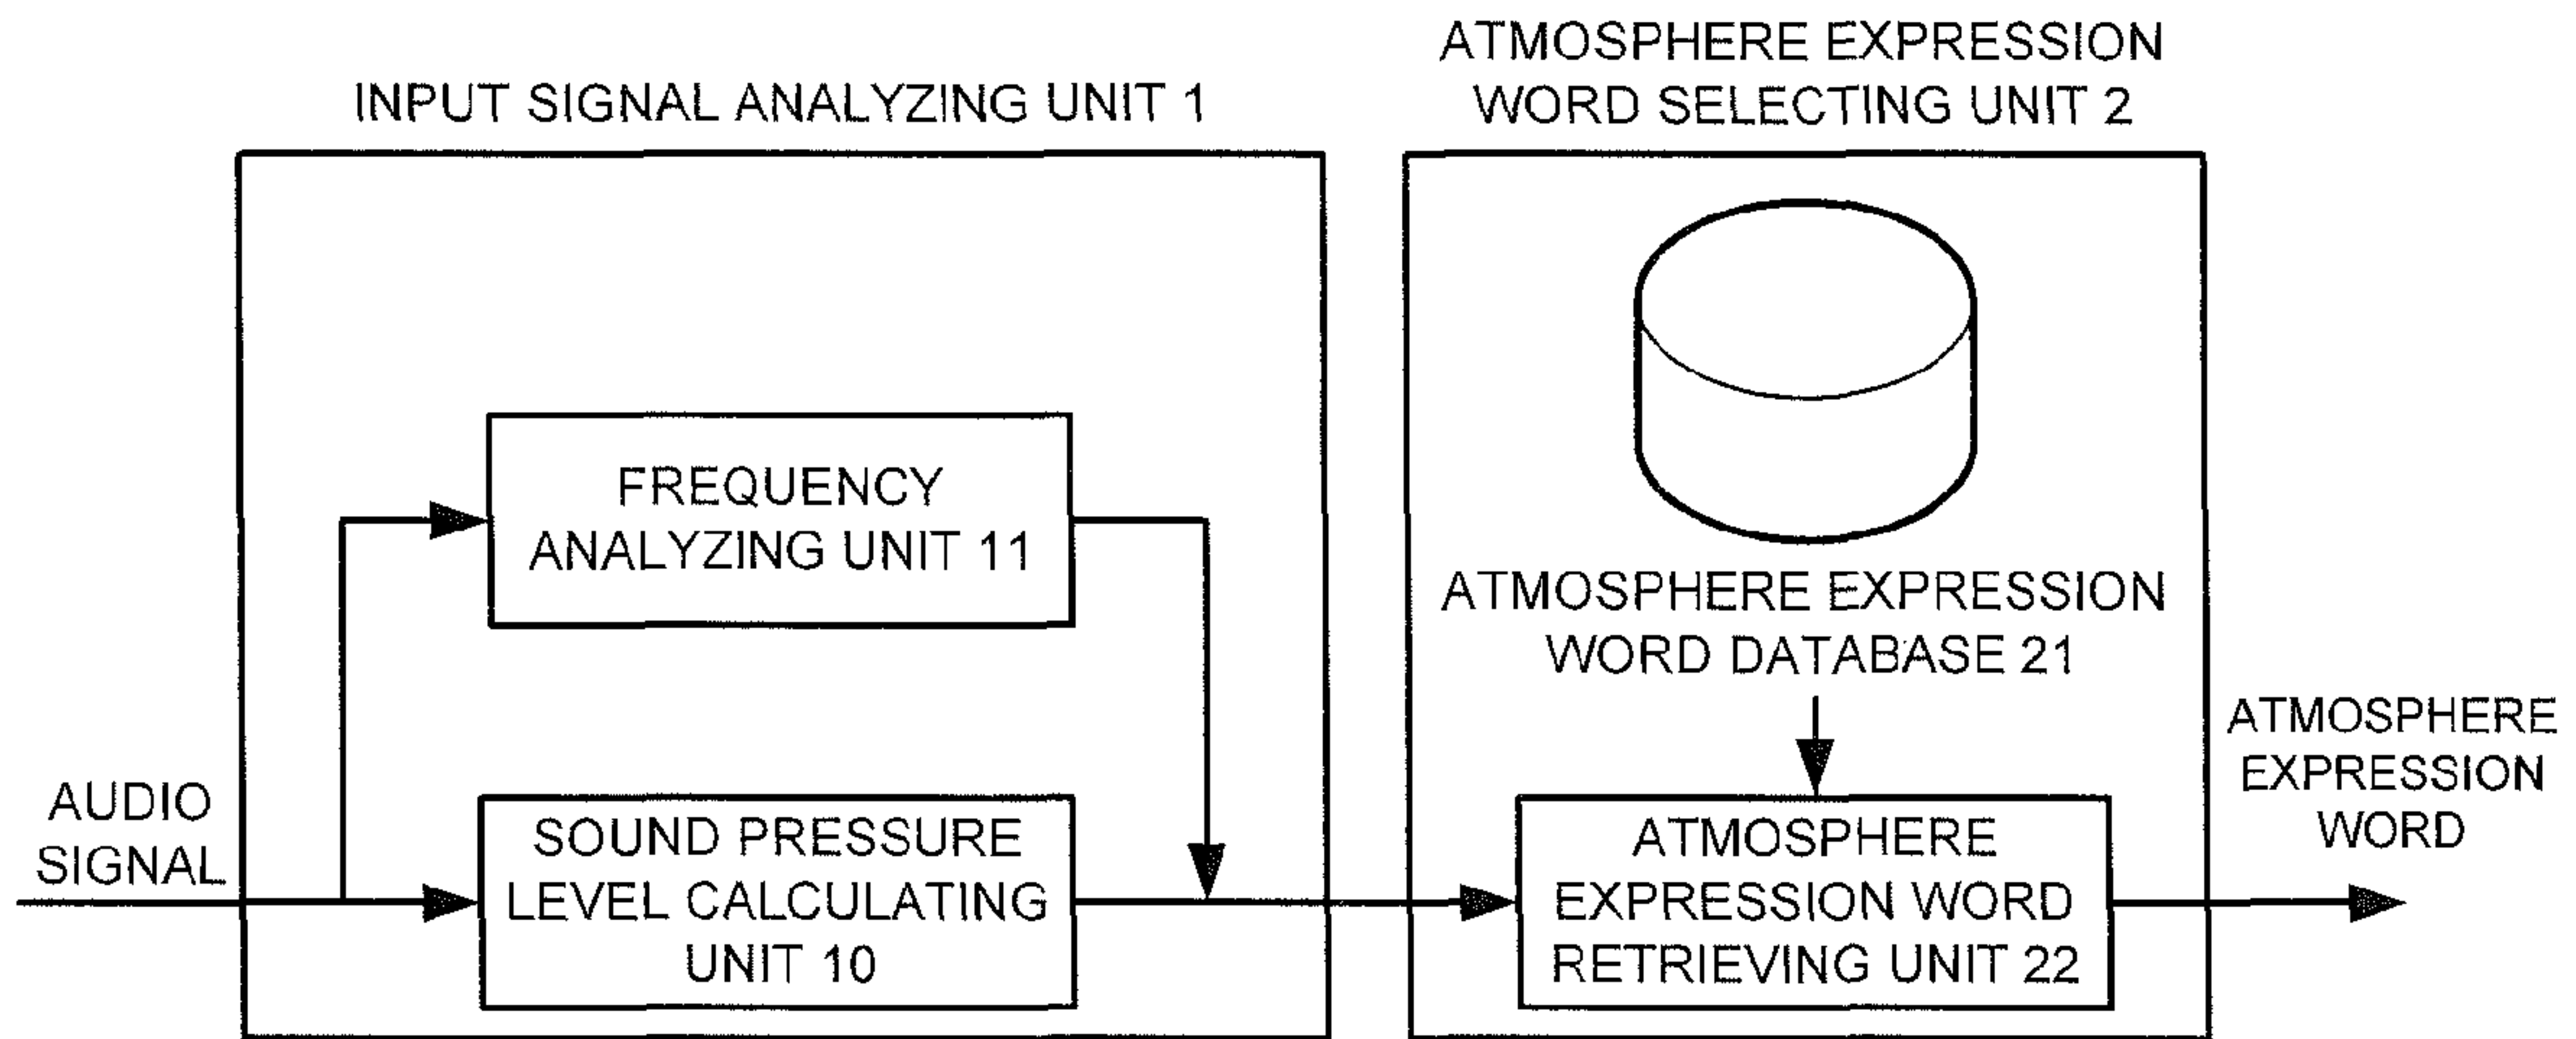 INPUT SIGNAL ANALYZING UNIT 1
ATMOSPHERE EXPRESSION
WORD SELECTING UNIT 2
FREQUENCY
ANALYZING UNIT 11
ATMOSPHERE EXPRESSION
WORD DATABASE 21
AUDIO
SIGNAL
SOUND PRESSURE
LEVEL CALCULATING
UNIT 10
ATMOSPHERE
EXPRESSION WORD
RETRIEVING UNIT 22
ATMOSPHERE
EXPRESSION
WORD